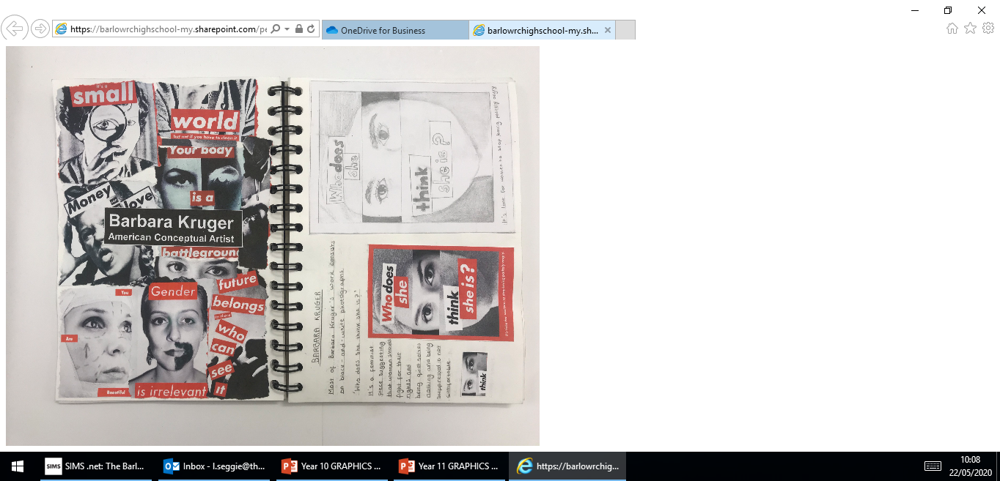 https://barlowrchighschool-my.sharepoint.com/pe
OneDrive for Business
barlowrchighschool-my.sh...
It's a
small
world
but not if you have to clean it
Your body
is a
battleground
Money
love
Barbara Kruger
American Conceptual Artist
You
Are
Beautiful
Gender
is irrelevant
future
belongs
to those
who
can
see
it
Who does
she
think
she is?
It's time for women to stop being politely angry
BARBARA KRUGER
Most of Barbara Kruger's work consists
on black-and-white photographs.
'Who does she think she is?'
It's a feminist
piece suggesting
that women should
fight for their
rights and
being quiet solves
nothing and being
suppressed is not
comfortable.
Who does
she
think
she is?
think
SIMS
SIMS .net: The Barl...
Inbox - l.seggie@th...
Year 10 GRAPHICS ...
Year 11 GRAPHICS ...
https://barlowrchig...
10:08
22/05/2020